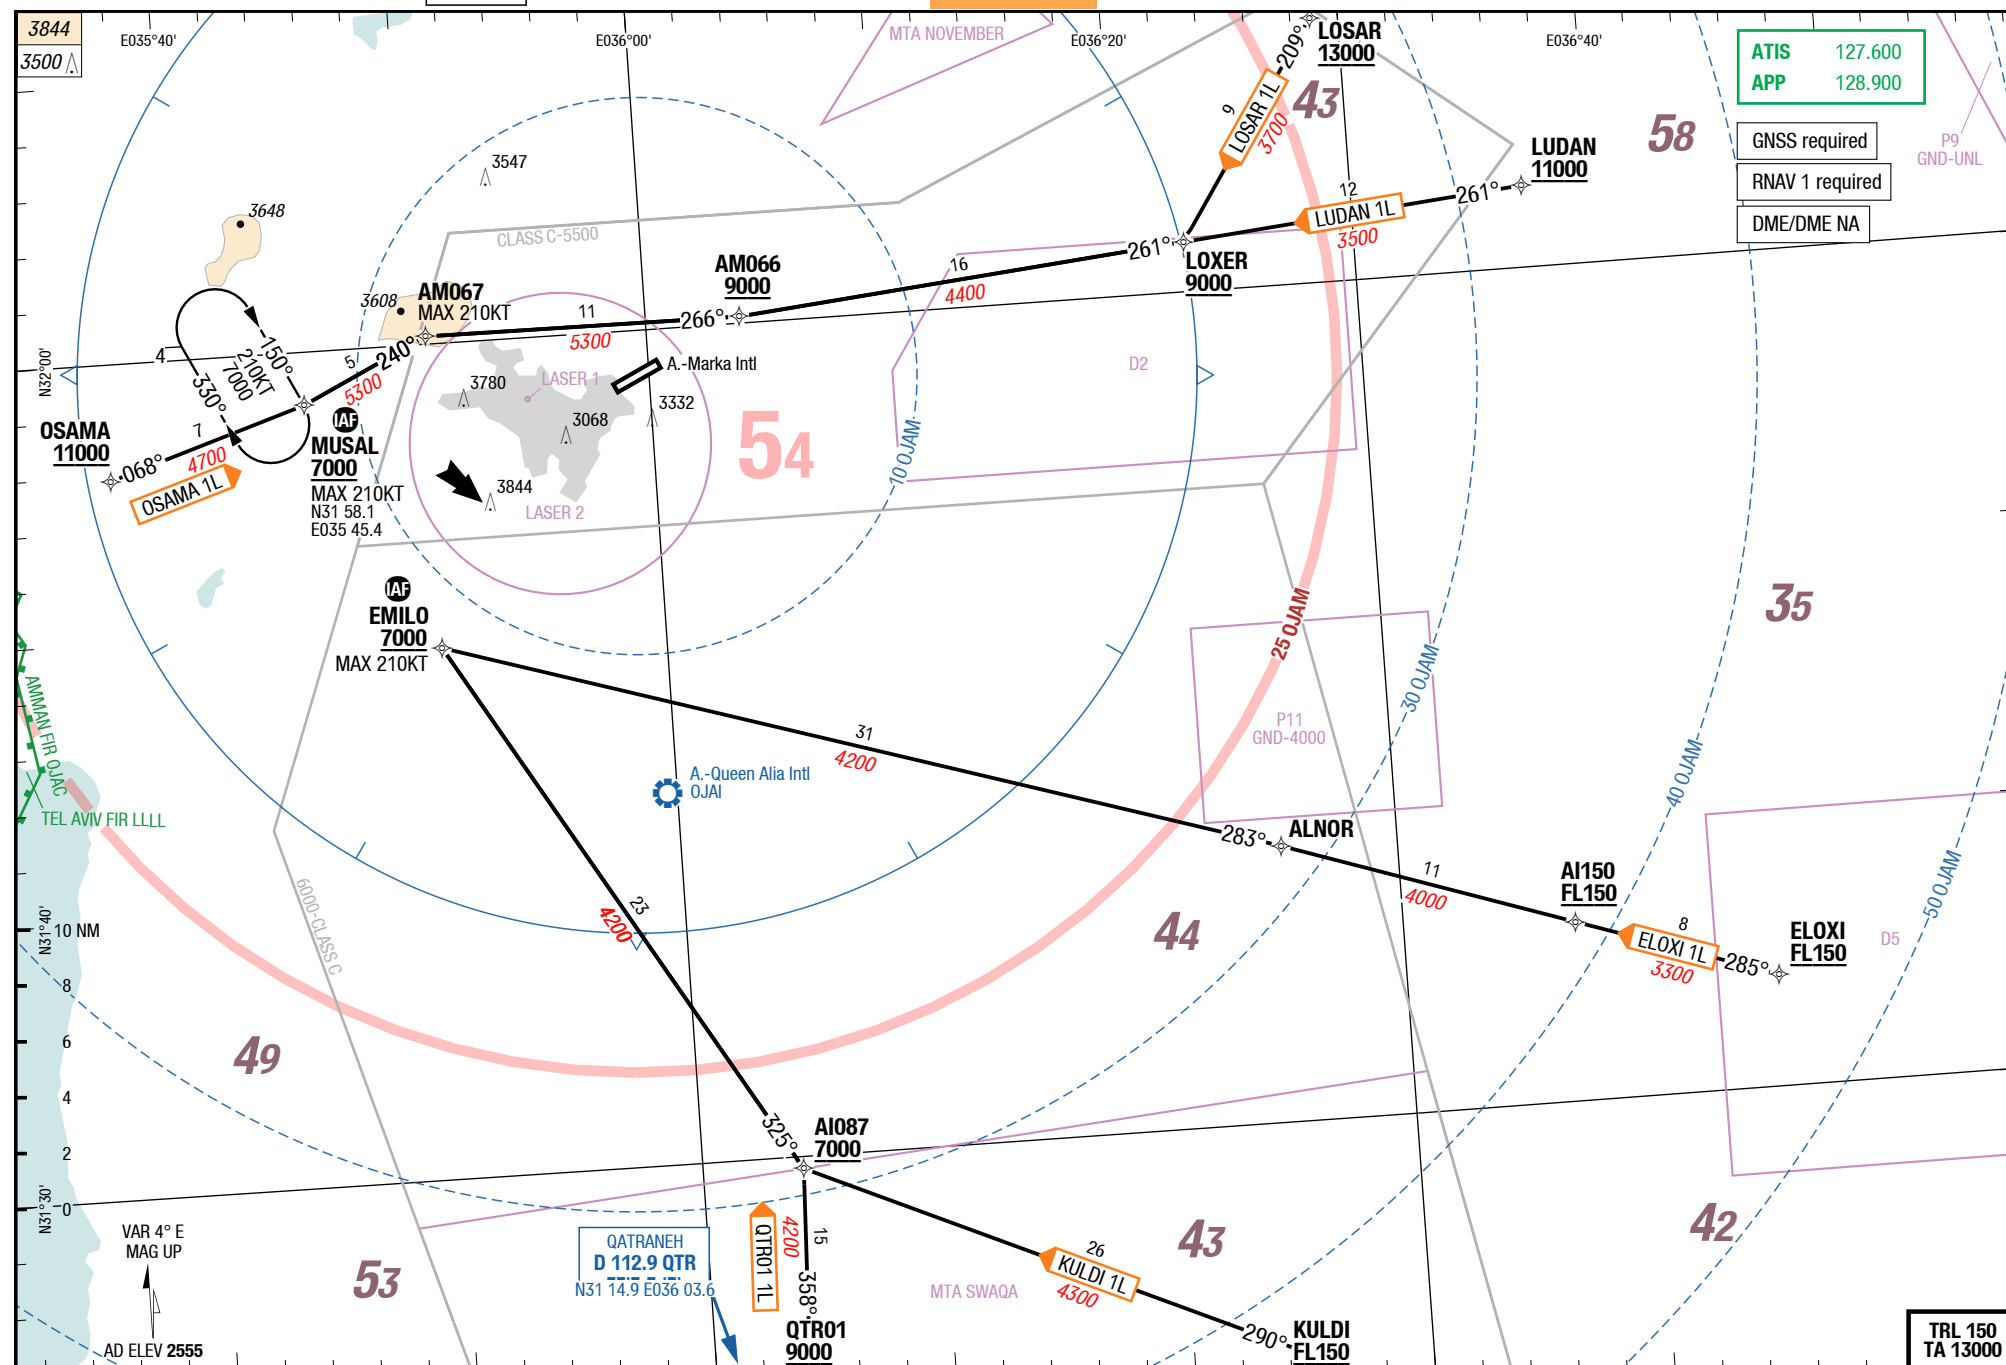 3844
3500
E035°40'
E036°00'
E036°20'
E036°40'
MTA NOVEMBER
LOSAR
13000
209°
9
LOSAR 1L
3700
43
58
ATIS 127.600
APP 128.900
GNSS required
RNAV 1 required
DME/DME NA
P9
GND-UNL
LUDAN
11000
261°
12
LUDAN 1L
3500
3547
3648
CLASS C-5500
261°
LOXER
9000
16
4400
AM066
9000
266°
11
5300
3608
AM067
MAX 210KT
240°
5
5300
N32°00'
4
150°
210KT
7000
330°
A.-Marka Intl
LASER 1
3780
3068
3332
D2
54
OSAMA
11000
068°
7
4700
OSAMA 1L
IAF
MUSAL
7000
MAX 210KT
N31 58.1
E035 45.4
3844
LASER 2
10 OJAM
IAF
EMILO
7000
MAX 210KT
25 OJAM
35
30 OJAM
P11
GND-4000
40 OJAM
50 OJAM
AMMAN FIR OJAC
TEL AVIV FIR LLLL
31
4200
A.-Queen Alia Intl
OJAI
283°
ALNOR
11
4000
AI150
FL150
8
ELOXI 1L
3300
285°
ELOXI
FL150
D5
6000-CLASS C
23
4200
44
49
N31°40'
10 NM
8
6
4
2
0
N31°30'
325°
AI087
7000
VAR 4° E
MAG UP
AD ELEV 2555
53
QATRANEH
D 112.9 QTR
N31 14.9 E036 03.6
QTR01 1L
4200
15
358°
QTR01
9000
MTA SWAQA
26
KULDI 1L
4300
43
42
290°
KULDI
FL150
TRL 150
TA 13000